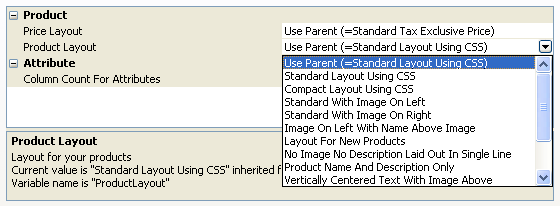 Product
Price Layout Use Parent (=Standard Tax Exclusive Price)
Product Layout Use Parent (=Standard Layout Using CSS)
Attribute
Column Count For Attributes
Use Parent (=Standard Layout Using CSS)
Standard Layout Using CSS
Compact Layout Using CSS
Standard With Image On Left
Standard With Image On Right
Image On Left With Name Above Image
Layout For New Products
No Image No Description Laid Out In Single Line
Product Name And Description Only
Vertically Centered Text With Image Above
Product Layout
Layout for your products
Current value is "Standard Layout Using CSS" inherited
Variable name is "ProductLayout"